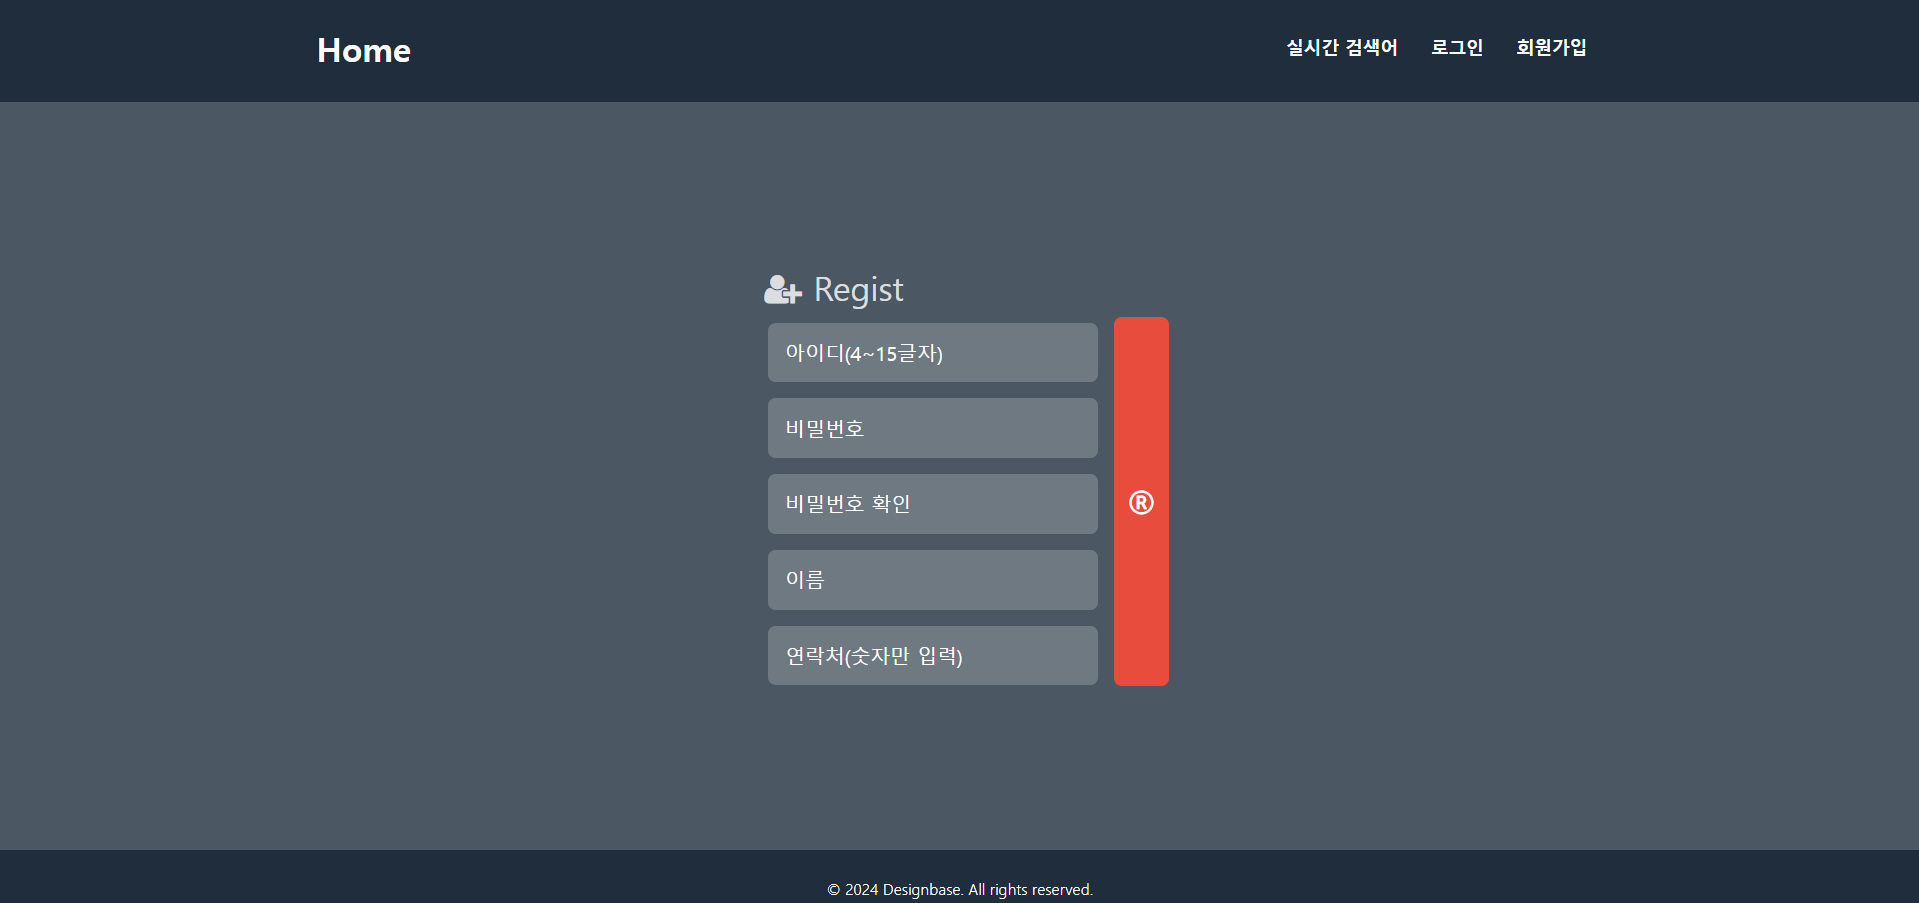 Home
실시간 검색어 로그인 회원가입
Regist
아이디(4~15글자)
비밀번호
비밀번호 확인
®
이름
연락처(숫자만 입력)
© 2024 Designbase. All rights reserved.